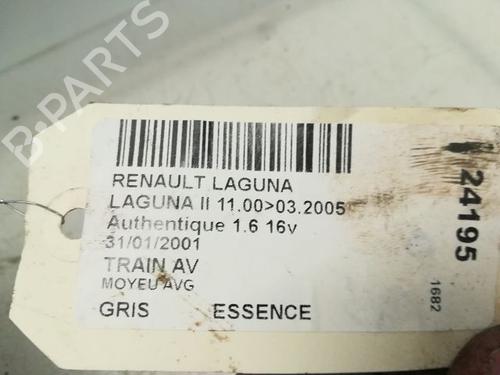 B-PARTS
RENAULT LAGUNA
LAGUNA II 11.00>03.2005
Authentique 1.6 16v
31/01/2001
TRAIN AV
MOYEU AVG
GRIS ESSENCE
24195
1682